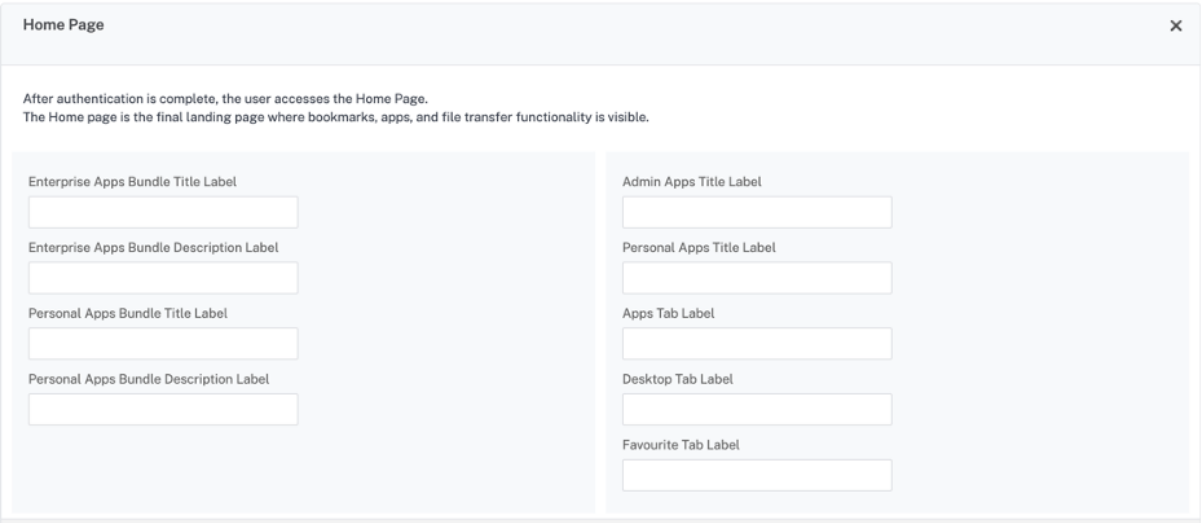 Home Page
After authentication is complete, the user accesses the Home Page.
The Home page is the final landing page where bookmarks, apps, and file transfer functionality is visible.
Enterprise Apps Bundle Title Label
Enterprise Apps Bundle Description Label
Personal Apps Bundle Title Label
Personal Apps Bundle Description Label
Admin Apps Title Label
Personal Apps Title Label
Apps Tab Label
Desktop Tab Label
Favourite Tab Label